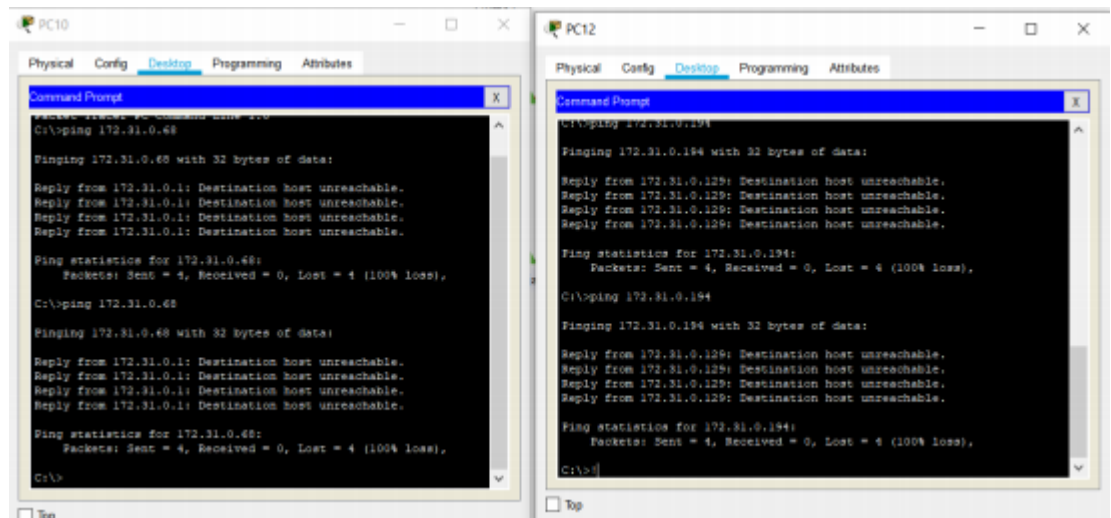 PC10
Physical Config Desktop Programming Attributes
Command Prompt X
Packet Tracer PC Command Line 1.0
C:\>ping 172.31.0.68
Pinging 172.31.0.68 with 32 bytes of data:
Reply from 172.31.0.1: Destination host unreachable.
Reply from 172.31.0.1: Destination host unreachable.
Reply from 172.31.0.1: Destination host unreachable.
Reply from 172.31.0.1: Destination host unreachable.
Ping statistics for 172.31.0.68:
Packets: Sent = 4, Received = 0, Lost = 4 (100% loss),
C:\>ping 172.31.0.68
Pinging 172.31.0.68 with 32 bytes of data:
Reply from 172.31.0.1: Destination host unreachable.
Reply from 172.31.0.1: Destination host unreachable.
Reply from 172.31.0.1: Destination host unreachable.
Reply from 172.31.0.1: Destination host unreachable.
Ping statistics for 172.31.0.68:
Packets: Sent = 4, Received = 0, Lost = 4 (100% loss),
C:\>
Top
PC12
Physical Config Desktop Programming Attributes
Command Prompt X
C:\>ping 172.31.0.194
Pinging 172.31.0.194 with 32 bytes of data:
Reply from 172.31.0.129: Destination host unreachable.
Reply from 172.31.0.129: Destination host unreachable.
Reply from 172.31.0.129: Destination host unreachable.
Reply from 172.31.0.129: Destination host unreachable.
Ping statistics for 172.31.0.194:
Packets: Sent = 4, Received = 0, Lost = 4 (100% loss),
C:\>ping 172.31.0.194
Pinging 172.31.0.194 with 32 bytes of data:
Reply from 172.31.0.129: Destination host unreachable.
Reply from 172.31.0.129: Destination host unreachable.
Reply from 172.31.0.129: Destination host unreachable.
Reply from 172.31.0.129: Destination host unreachable.
Ping statistics for 172.31.0.194:
Packets: Sent = 4, Received = 0, Lost = 4 (100% loss),
C:\>
Top